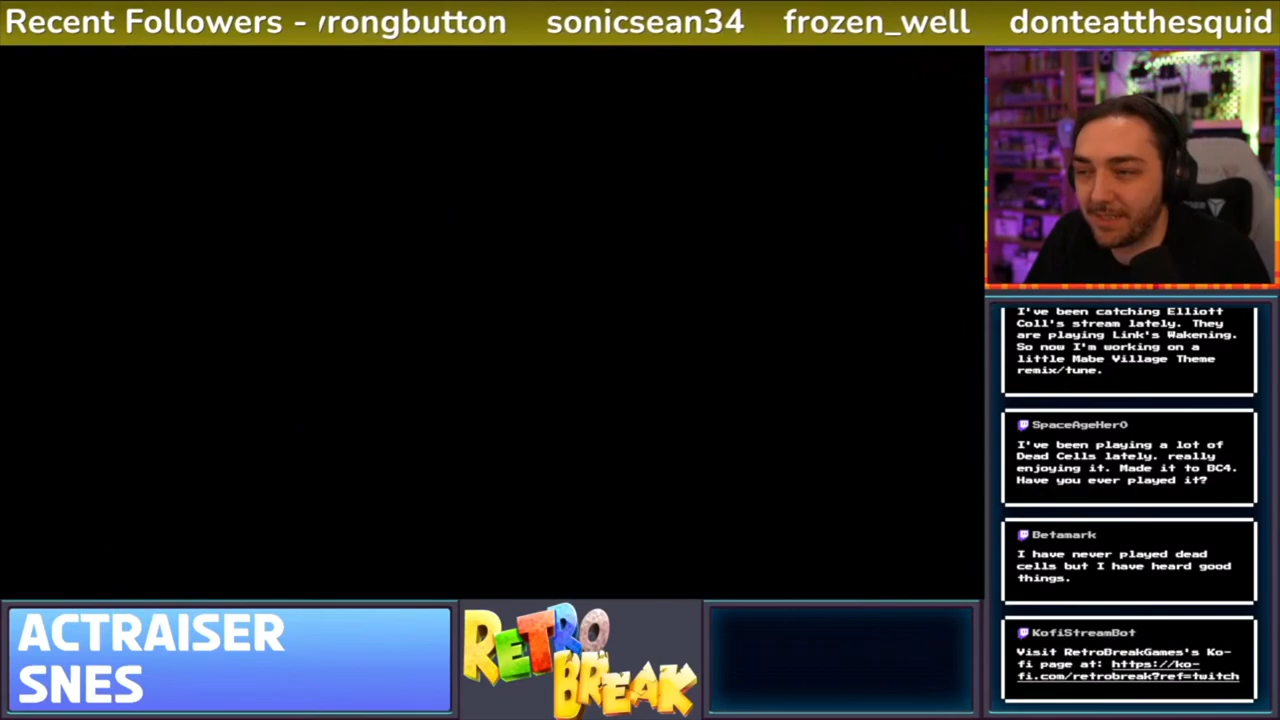 Recent Followers - wrongbutton sonicsean34 frozen_well donteatthesquid
I've been catching Elliott
Coll's stream lately. They
are playing Link's Wakening.
So now I'm working on a
little Mabe Village Theme
remix/tune.
SpaceAgeHer0
I've been playing a lot of
Dead Cells lately. really
enjoying it. Made it to BC4.
Have you ever played it?
Betamark
I have never played dead
cells but I have heard good
things.
KofiStreamBot
Visit RetroBreakGames's Ko-
fi page at: https://ko-
fi.com/retrobreak?ref=twitch
ACTRAISER
SNES
RETRO
BREAK